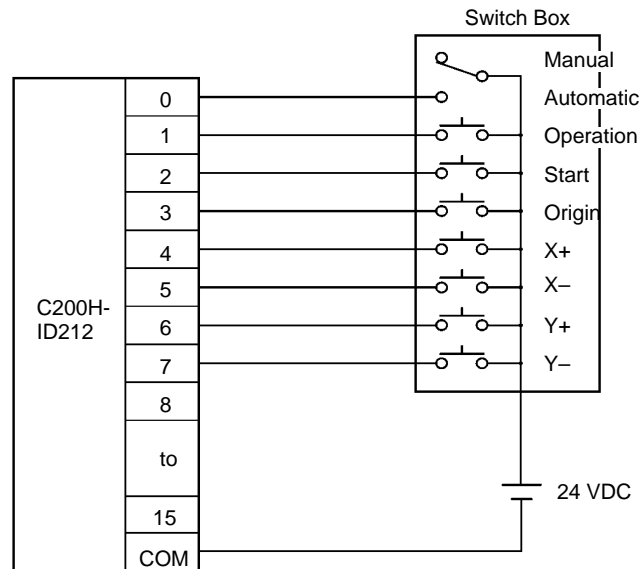 Switch Box
Manual
0
Automatic
1
Operation
2
Start
3
Origin
4
X+
C200H-
ID212
5
X–
6
Y+
7
Y–
8
to
24 VDC
15
COM